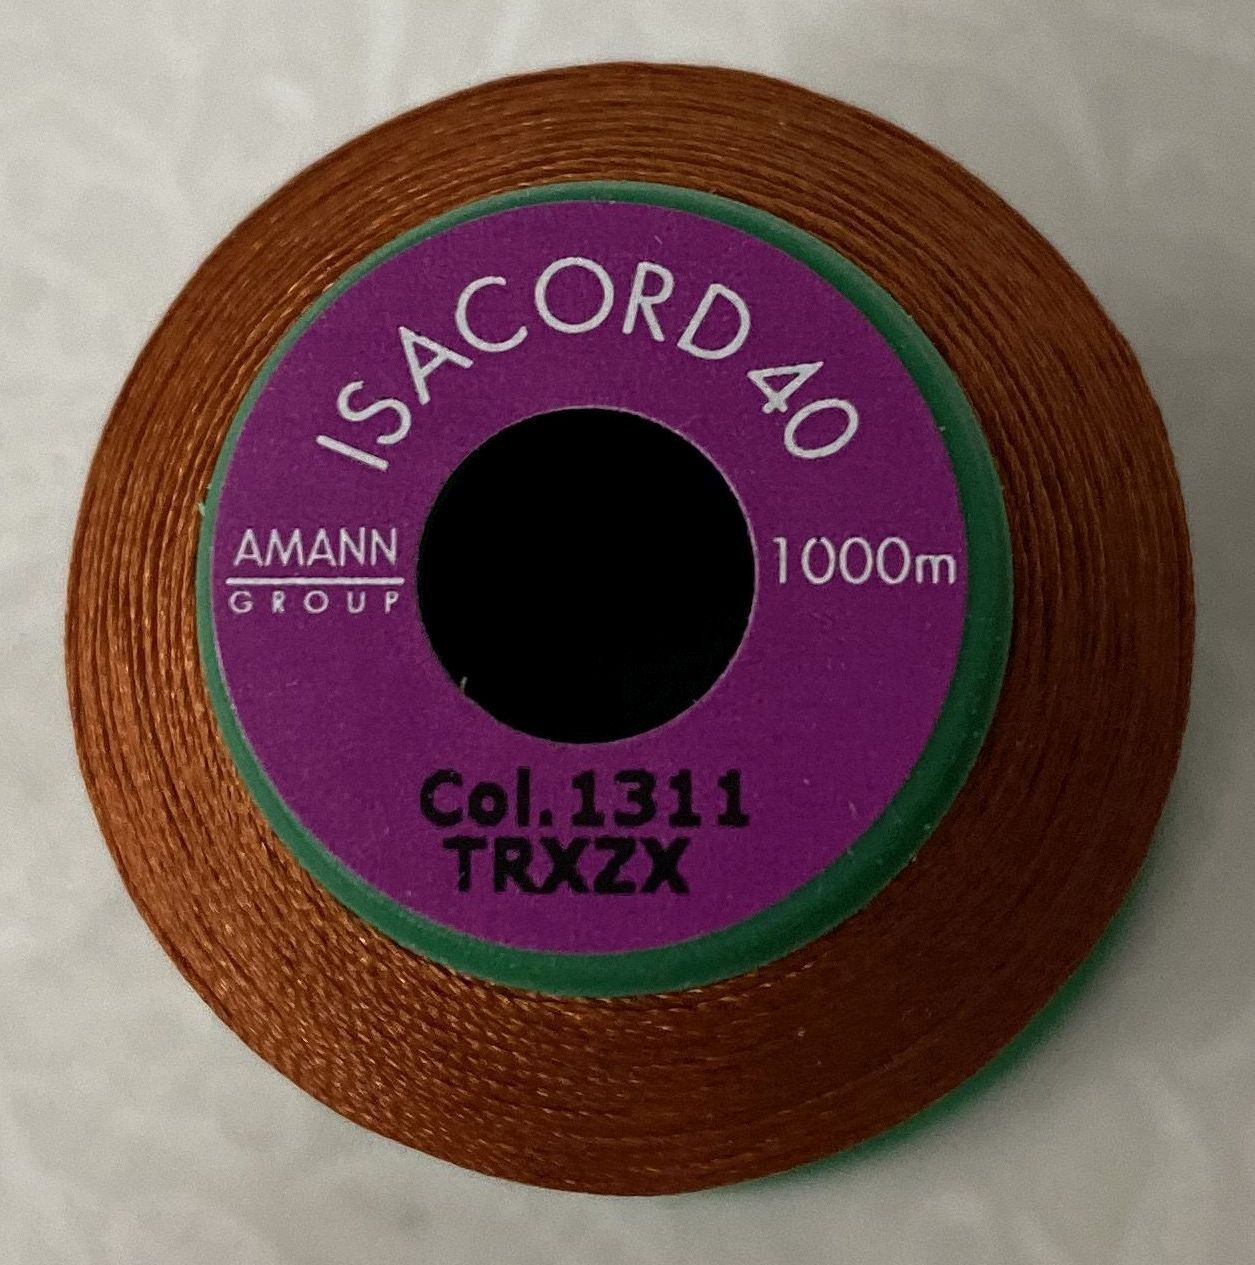 ISACORD 40
AMANN
GROUP
1000m
Col.1311
TRXZX